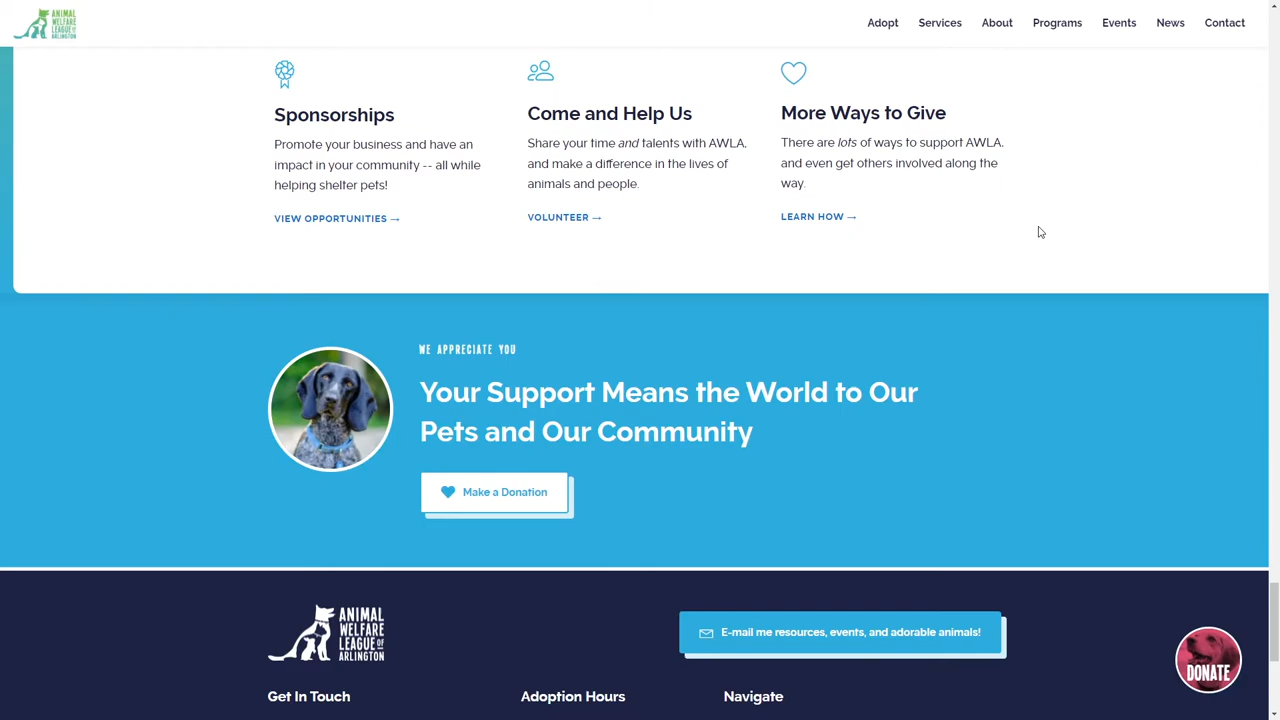 ANIMAL
WELFARE
LEAGUE OF
ARLINGTON
Adopt Services About Programs Events News Contact
Sponsorships
Promote your business and have an
impact in your community -- all while
helping shelter pets!
VIEW OPPORTUNITIES →
Come and Help Us
Share your time and talents with AWLA,
and make a difference in the lives of
animals and people.
VOLUNTEER →
More Ways to Give
There are lots of ways to support AWLA,
and even get others involved along the
way.
LEARN HOW →
WE APPRECIATE YOU
Your Support Means the World to Our
Pets and Our Community
Make a Donation
ANIMAL
WELFARE
LEAGUE OF
ARLINGTON
E-mail me resources, events, and adorable animals!
DONATE
Get In Touch
Adoption Hours
Navigate